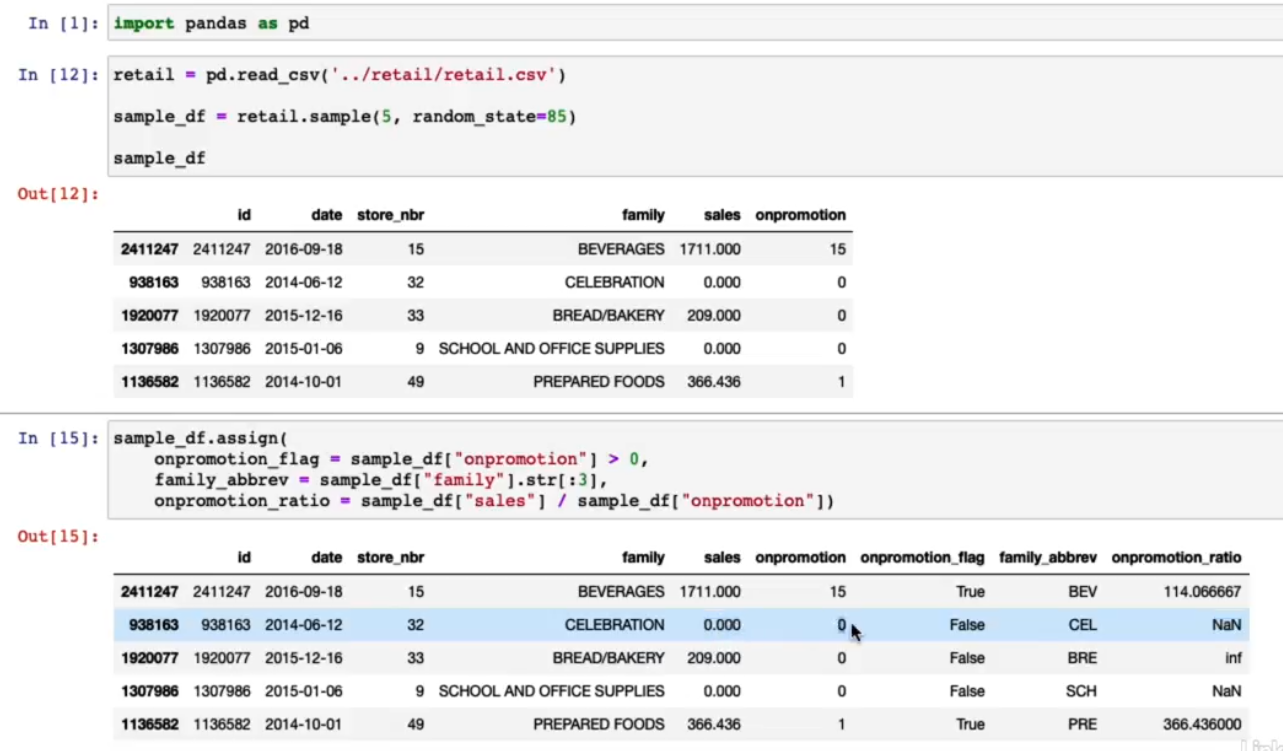 In [1]: import pandas as pd
In [12]: retail = pd.read_csv('../retail/retail.csv')
sample_df = retail.sample(5, random_state=85)
sample_df
Out[12]:
id date store_nbr family sales onpromotion
2411247 2411247 2016-09-18 15 BEVERAGES 1711.000 15
938163 938163 2014-06-12 32 CELEBRATION 0.000 0
1920077 1920077 2015-12-16 33 BREAD/BAKERY 209.000 0
1307986 1307986 2015-01-06 9 SCHOOL AND OFFICE SUPPLIES 0.000 0
1136582 1136582 2014-10-01 49 PREPARED FOODS 366.436 1
In [15]: sample_df.assign(
onpromotion_flag = sample_df["onpromotion"] > 0,
family_abbrev = sample_df["family"].str[:3],
onpromotion_ratio = sample_df["sales"] / sample_df["onpromotion"])
Out[15]:
id date store_nbr family sales onpromotion onpromotion_flag family_abbrev onpromotion_ratio
2411247 2411247 2016-09-18 15 BEVERAGES 1711.000 15 True BEV 114.066667
938163 938163 2014-06-12 32 CELEBRATION 0.000 0 False CEL NaN
1920077 1920077 2015-12-16 33 BREAD/BAKERY 209.000 0 False BRE inf
1307986 1307986 2015-01-06 9 SCHOOL AND OFFICE SUPPLIES 0.000 0 False SCH NaN
1136582 1136582 2014-10-01 49 PREPARED FOODS 366.436 1 True PRE 366.436000